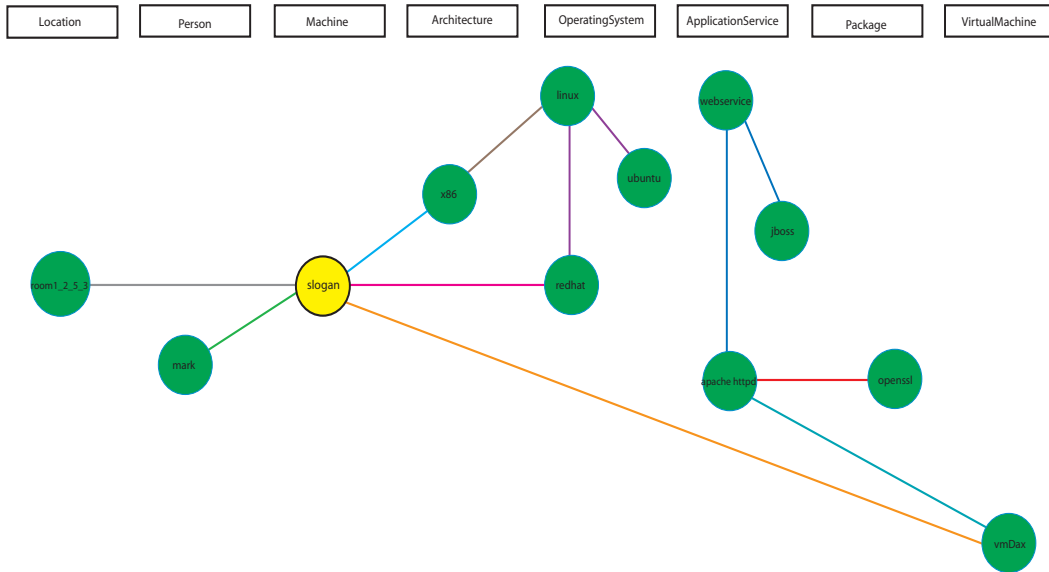 Location
Person
Machine
Architecture
OperatingSystem
ApplicationService
Package
VirtualMachine
linux
webservice
ubuntu
x86
jboss
room1_2_5_3
slogan
redhat
mark
apache httpd
openssl
vmDax